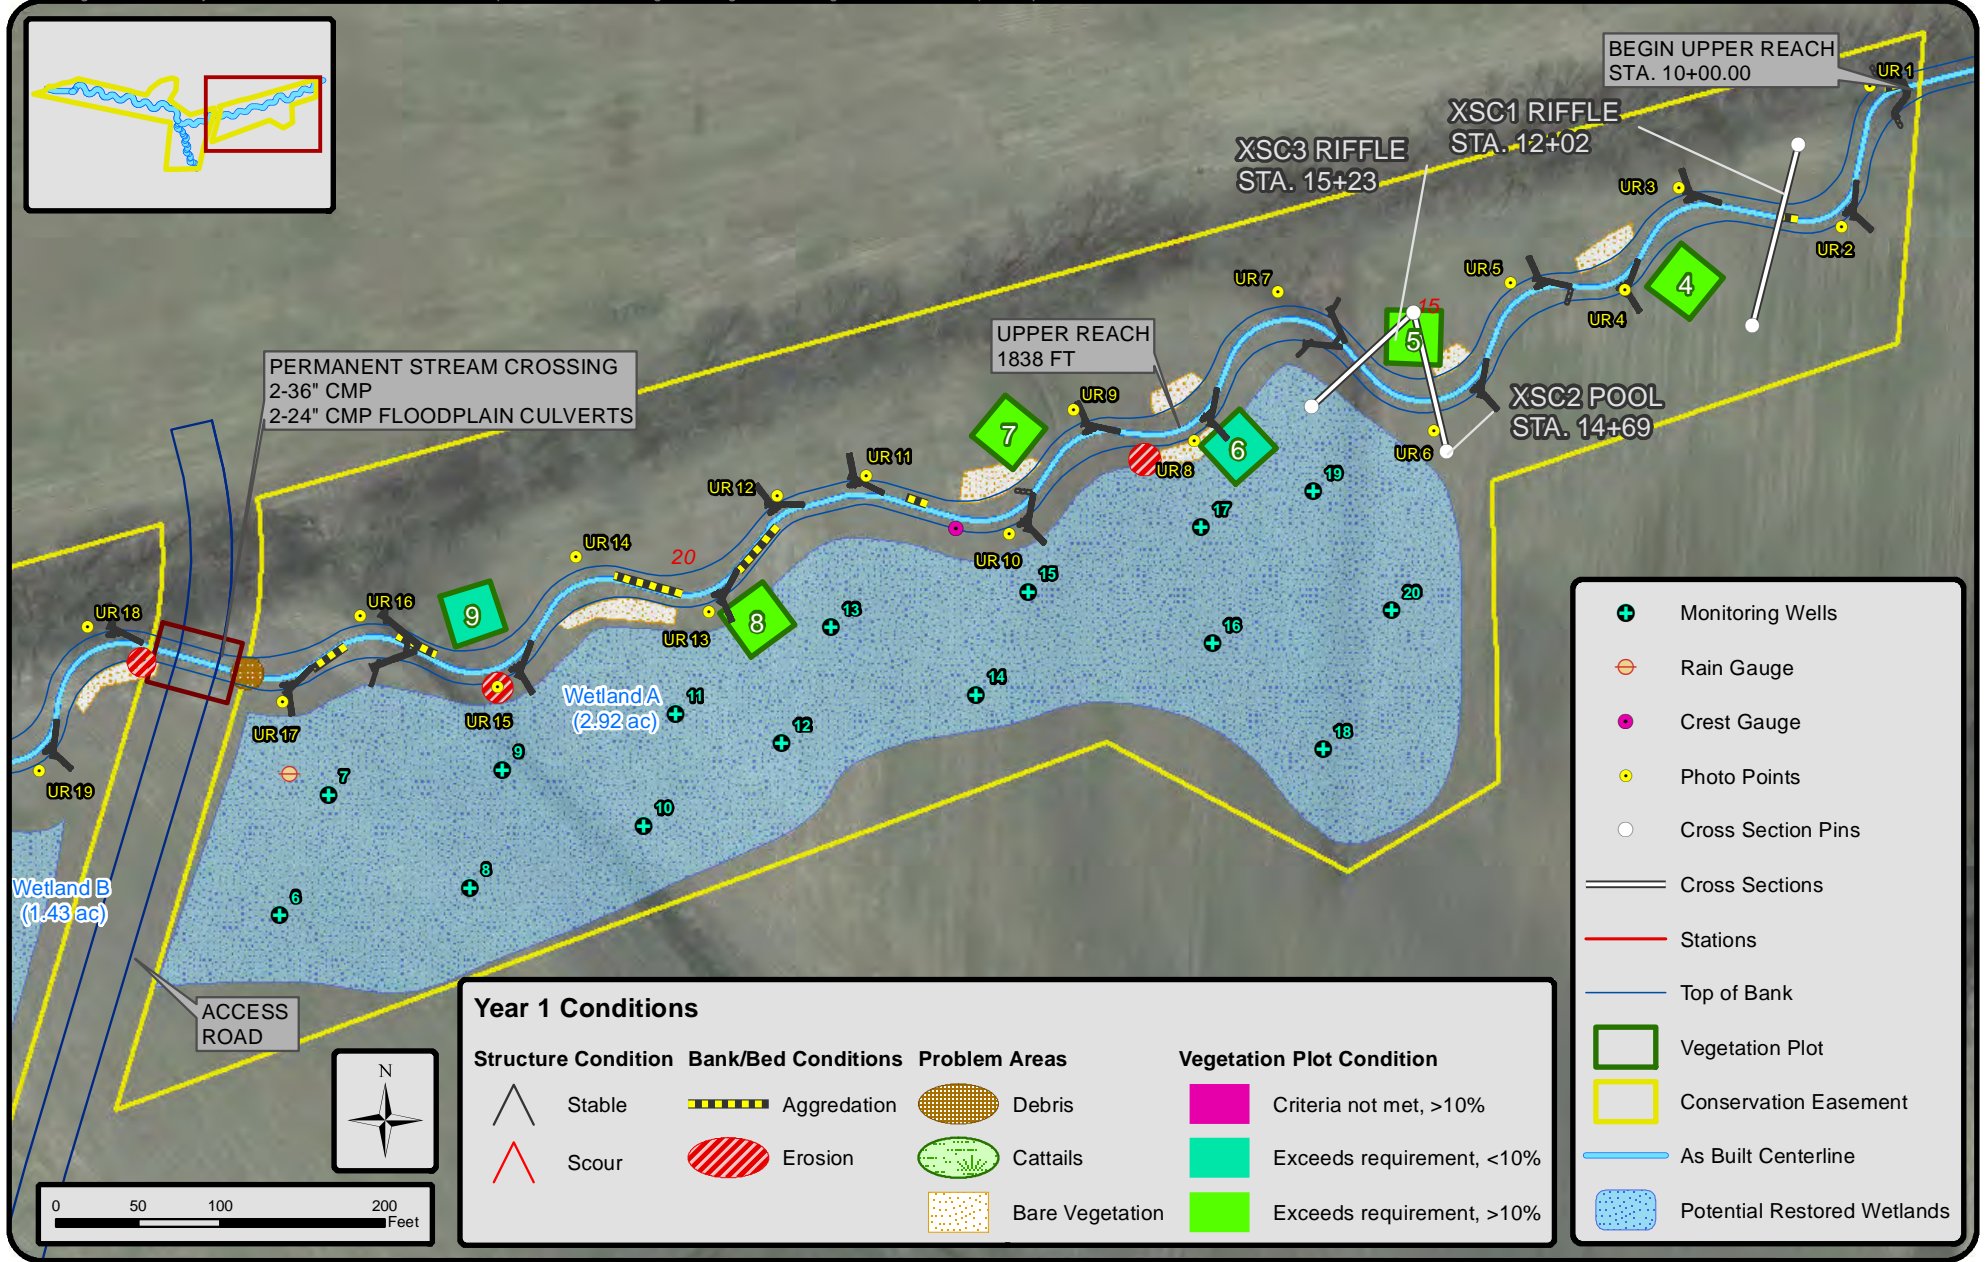 BEGIN UPPER REACH
STA. 10+00.00
UR 1
XSC1 RIFFLE
STA. 12+02
XSC3 RIFFLE
STA. 15+23
UR 3
UR 2
UR 5
UR 4
4
UR 7
15
5
UPPER REACH
1838 FT
XSC2 POOL
STA. 14+69
UR 6
PERMANENT STREAM CROSSING
2-36" CMP
2-24" CMP FLOODPLAIN CULVERTS
UR 9
7
6
UR 8
UR 11
UR 12
UR 10
19
17
UR 14
20
15
20
13
16
UR 18
UR 16
9
8
UR 13
14
Wetland A
(2.92 ac)
11
12
18
UR 15
UR 17
9
7
UR 19
10
8
6
Wetland B
(1.43 ac)
ACCESS
ROAD
N
0 50 100 200
Feet
Year 1 Conditions
Structure Condition
Stable
Scour
Bank/Bed Conditions
Aggredation
Erosion
Problem Areas
Debris
Cattails
Bare Vegetation
Vegetation Plot Condition
Criteria not met, >10%
Exceeds requirement, <10%
Exceeds requirement, >10%
Monitoring Wells
Rain Gauge
Crest Gauge
Photo Points
Cross Section Pins
Cross Sections
Stations
Top of Bank
Vegetation Plot
Conservation Easement
As Built Centerline
Potential Restored Wetlands